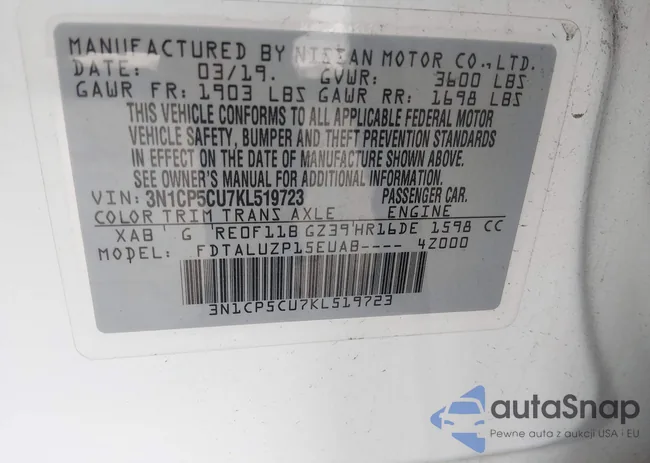 MANUFACTURED BY NISSAN MOTOR CO., LTD.
DATE: 03/19. GVWR: 3600 LBS
GAWR FR: 1903 LBS GAWR RR: 1698 LBS
THIS VEHICLE CONFORMS TO ALL APPLICABLE FEDERAL MOTOR
VEHICLE SAFETY, BUMPER AND THEFT PREVENTION STANDARDS
IN EFFECT ON THE DATE OF MANUFACTURE SHOWN ABOVE.
SEE OWNER'S MANUAL FOR ADDITIONAL INFORMATION.
VIN: 3N1CP5CU7KL519723 PASSENGER CAR.
COLOR TRIM TRANS AXLE ENGINE
XAB G RE0F11B GZ39 HR16DE 1598 CC
MODEL: FDTALUZP15EUAB---- 4Z000
3N1CP5CU7KL519723
autoSnap
Pewne auta z aukcji USA · EU